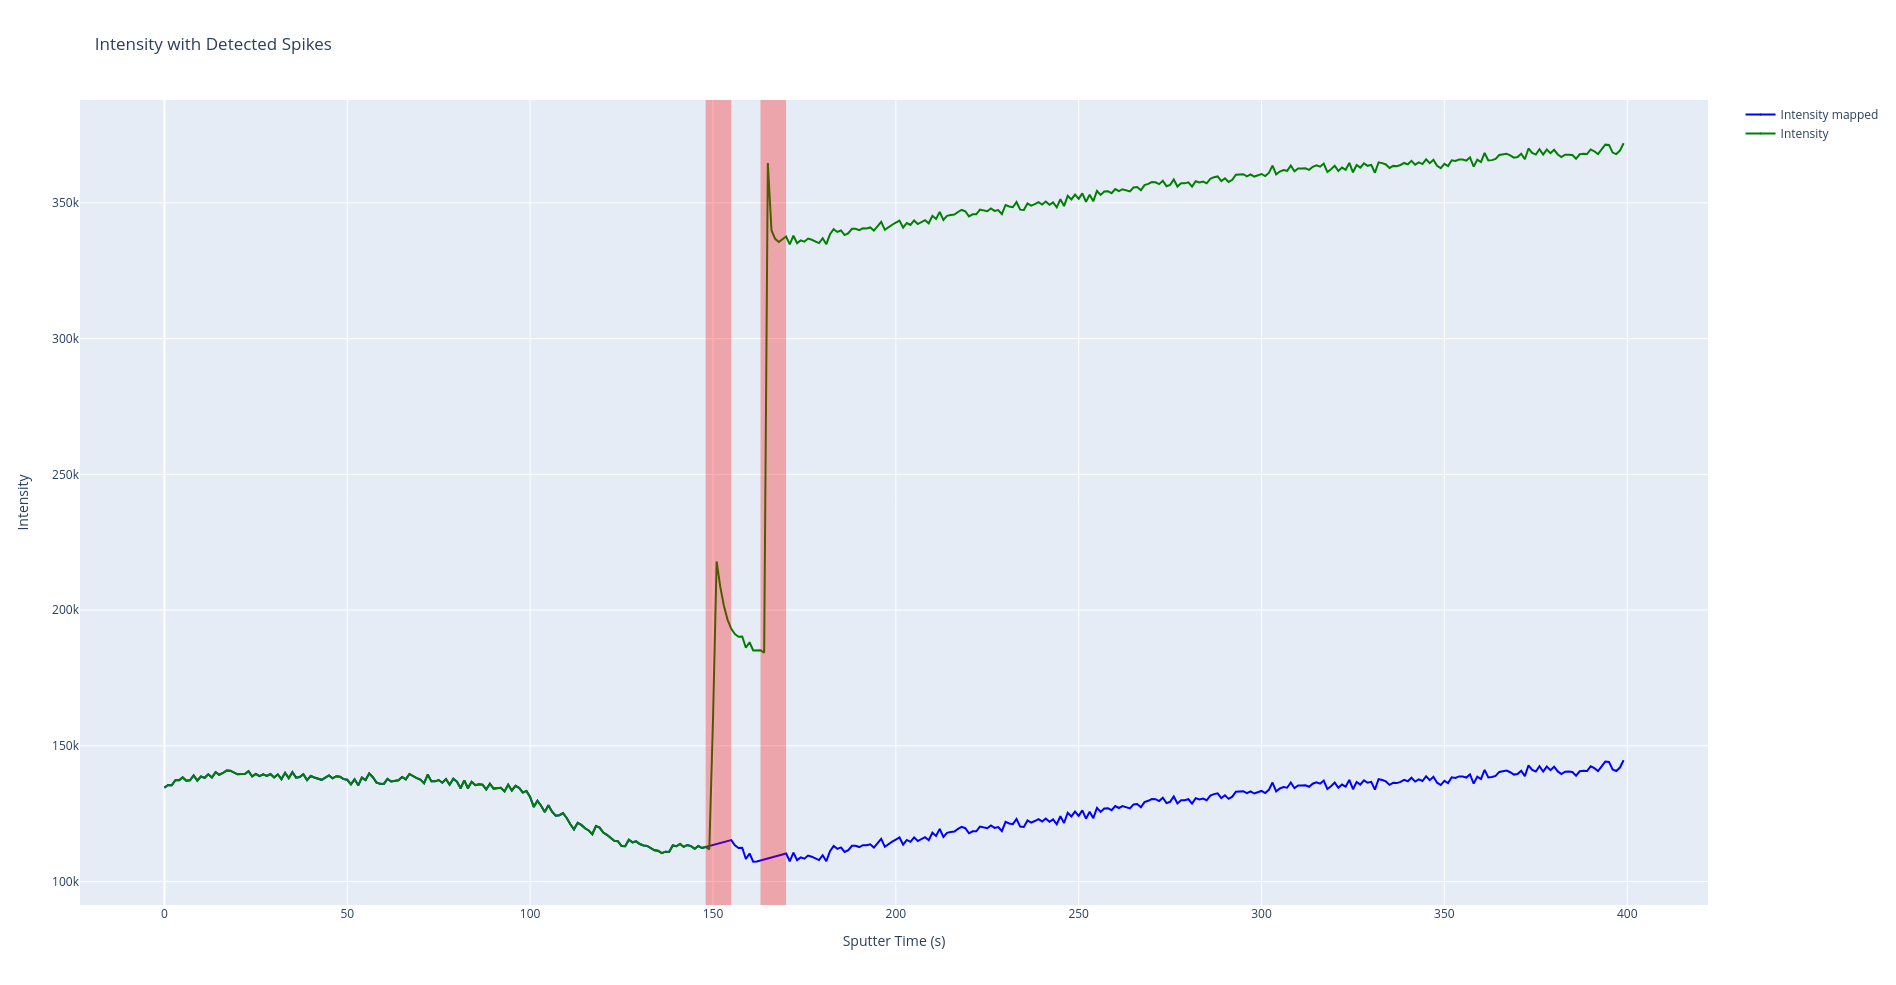 Intensity with Detected Spikes
Intensity mapped
Intensity
350k
300k
250k
200k
150k
100k
Intensity
0
50
100
150
200
250
300
350
400
Sputter Time (s)